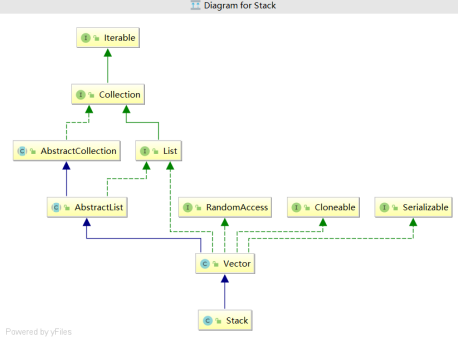 Diagram for Stack
I Iterable
I Collection
C AbstractCollection I List
C AbstractList I RandomAccess I Cloneable I Serializable
C Vector
C Stack
Powered by yFiles